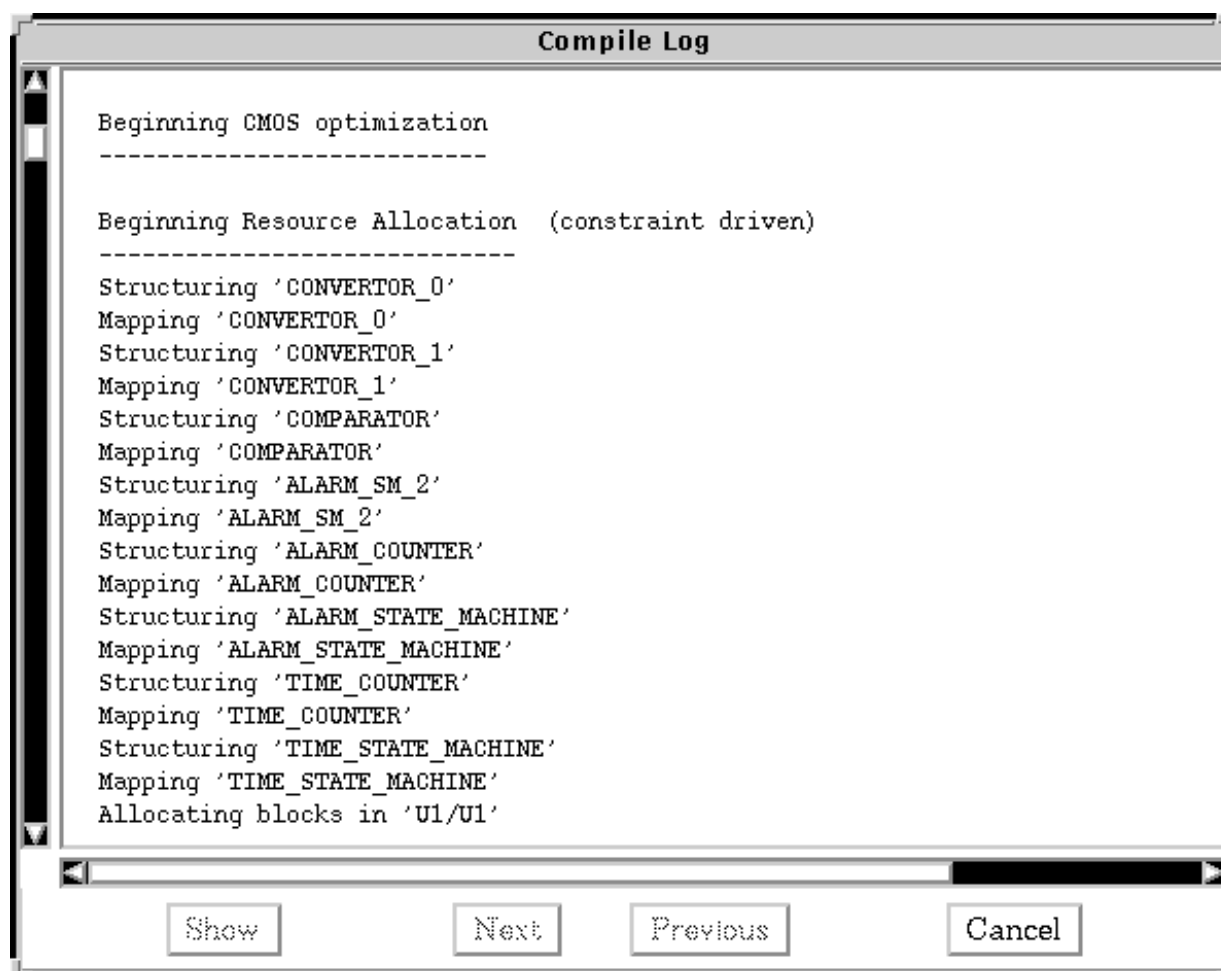 Compile Log
Beginning CMOS optimization
---------------------------
Beginning Resource Allocation  (constraint driven)
-----------------------------
Structuring 'CONVERTOR_0'
Mapping 'CONVERTOR_0'
Structuring 'CONVERTOR_1'
Mapping 'CONVERTOR_1'
Structuring 'COMPARATOR'
Mapping 'COMPARATOR'
Structuring 'ALARM_SM_2'
Mapping 'ALARM_SM_2'
Structuring 'ALARM_COUNTER'
Mapping 'ALARM_COUNTER'
Structuring 'ALARM_STATE_MACHINE'
Mapping 'ALARM_STATE_MACHINE'
Structuring 'TIME_COUNTER'
Mapping 'TIME_COUNTER'
Structuring 'TIME_STATE_MACHINE'
Mapping 'TIME_STATE_MACHINE'
Allocating blocks in 'U1/U1'
Show Next Previous Cancel